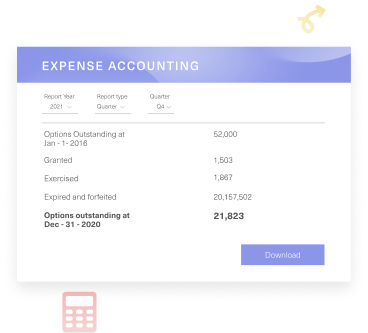 EXPENSE ACCOUNTING
Report Year Report type Quarter
2021 Quarter Q4
Options Outstanding at 52,000
Jan - 1- 2016
Granted 1,503
Exercised 1,867
Expired and forfeited 20,157,502
Options outstanding at 21,823
Dec - 31 - 2020
Download